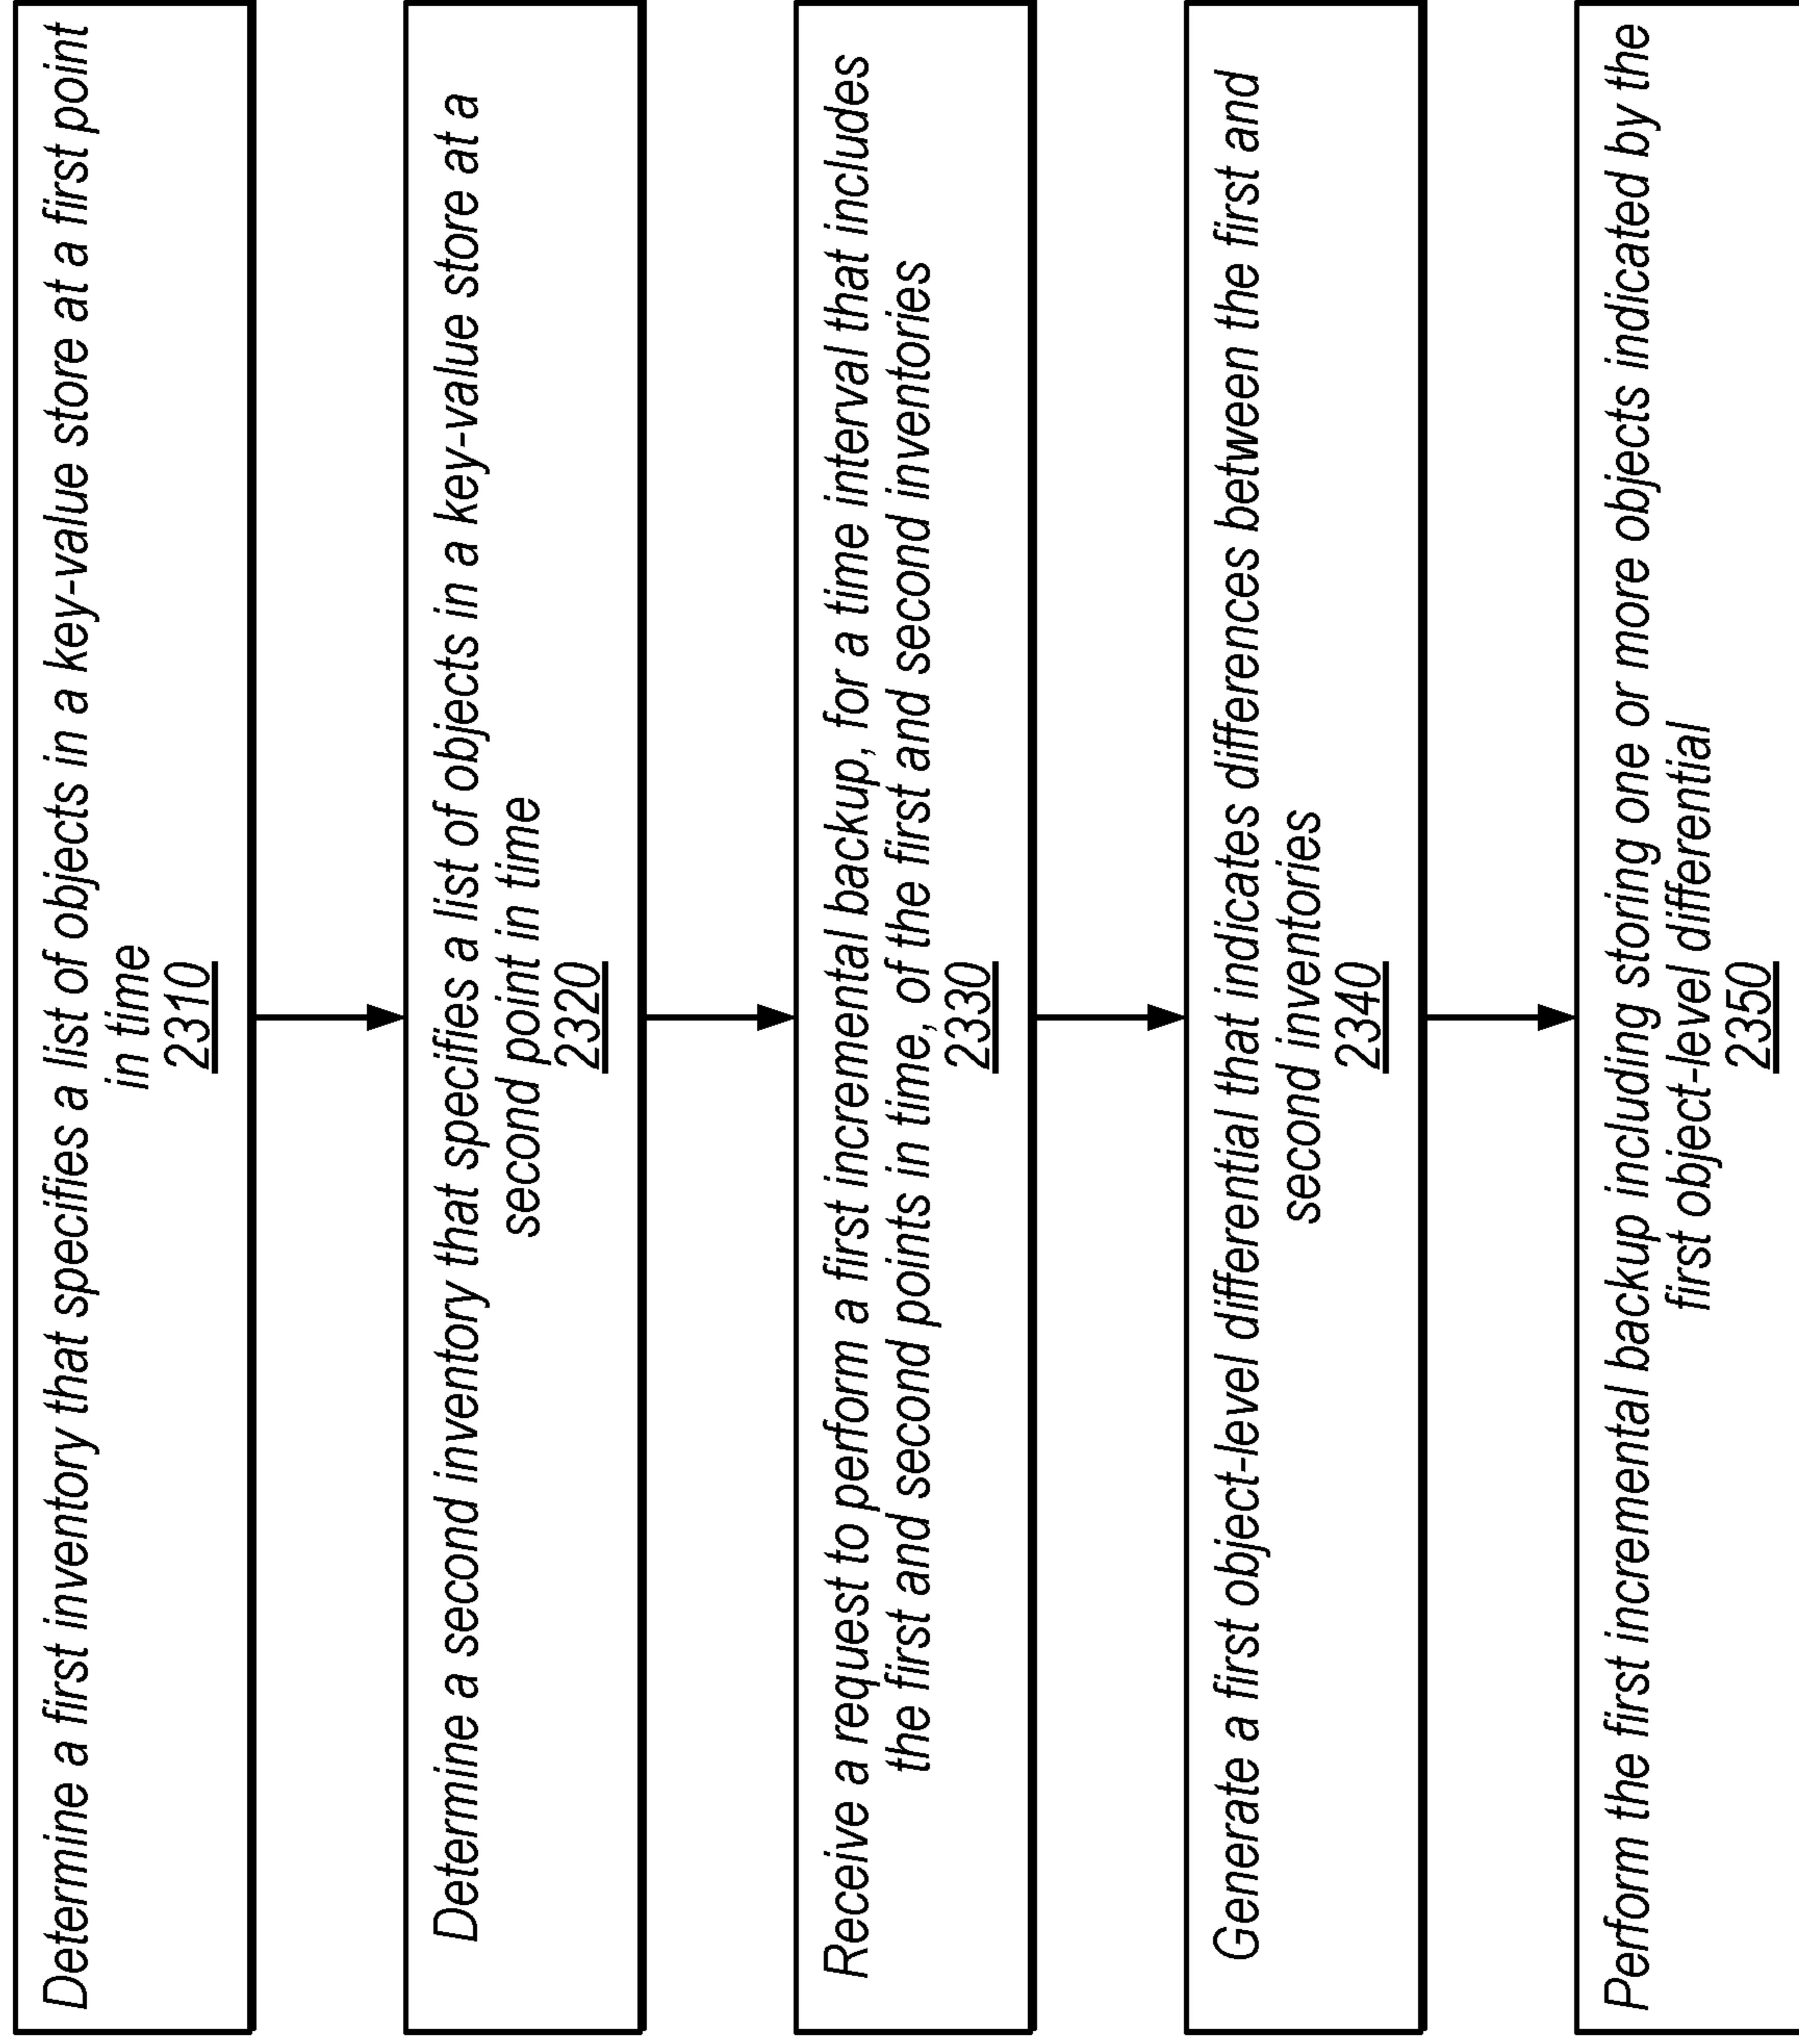 Determine a first inventory that specifies a list of objects in a key-value store at a first point
in time
2310
Determine a second inventory that specifies a list of objects in a key-value store at a
second point in time
2320
Receive a request to perform a first incremental backup, for a time interval that includes
the first and second points in time, of the first and second inventories
2330
Generate a first object-level differential that indicates differences between the first and
second inventories
2340
Perform the first incremental backup including storing one or more objects indicated by the
first object-level differential
2350